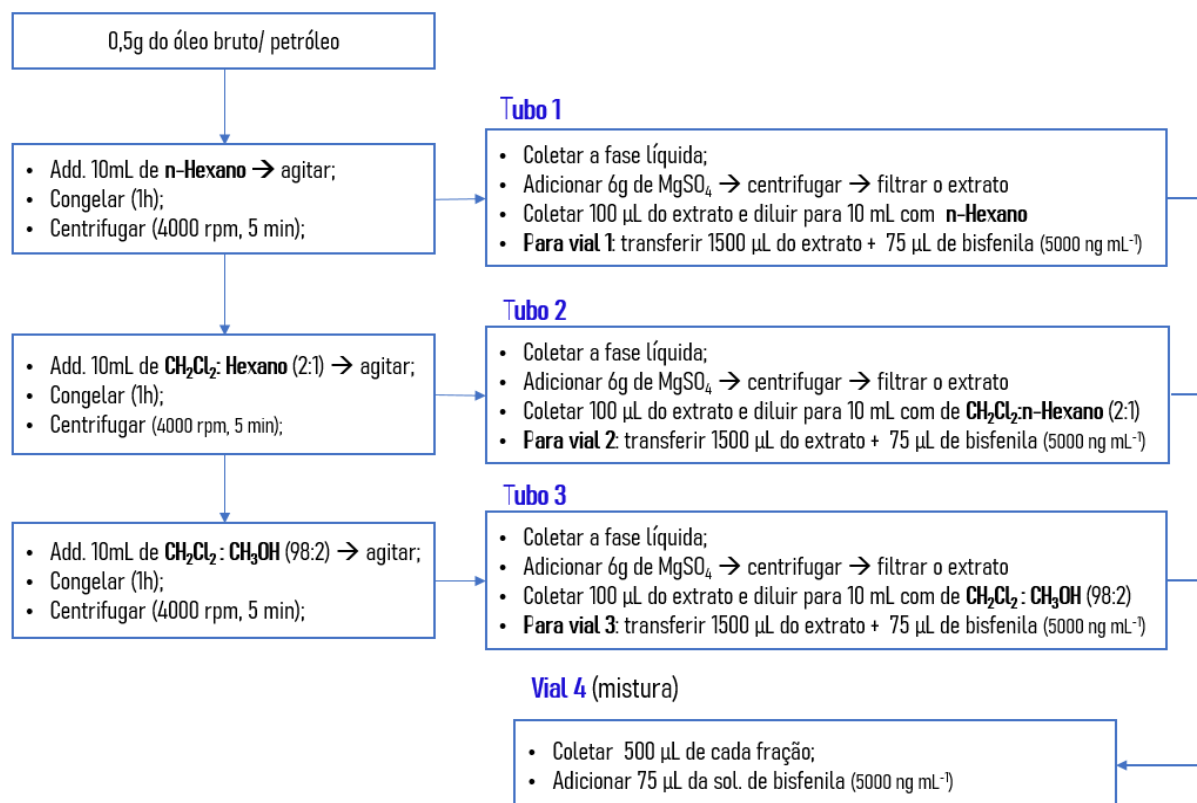 0,5g do óleo bruto/ petróleo
• Add. 10mL de n-Hexano → agitar;
• Congelar (1h);
• Centrifugar (4000 rpm, 5 min);
Tubo 1
• Coletar a fase líquida;
• Adicionar 6g de MgSO₄ → centrifugar → filtrar o extrato
• Coletar 100 µL do extrato e diluir para 10 mL com n-Hexano
• Para vial 1: transferir 1500 µL do extrato + 75 µL de bisfenila (5000 ng mL⁻¹)
• Add. 10mL de CH₂Cl₂: Hexano (2:1) → agitar;
• Congelar (1h);
• Centrifugar (4000 rpm, 5 min);
Tubo 2
• Coletar a fase líquida;
• Adicionar 6g de MgSO₄ → centrifugar → filtrar o extrato
• Coletar 100 µL do extrato e diluir para 10 mL com de CH₂Cl₂:n-Hexano (2:1)
• Para vial 2: transferir 1500 µL do extrato + 75 µL de bisfenila (5000 ng mL⁻¹)
• Add. 10mL de CH₂Cl₂ : CH₃OH (98:2) → agitar;
• Congelar (1h);
• Centrifugar (4000 rpm, 5 min);
Tubo 3
• Coletar a fase líquida;
• Adicionar 6g de MgSO₄ → centrifugar → filtrar o extrato
• Coletar 100 µL do extrato e diluir para 10 mL com de CH₂Cl₂ : CH₃OH (98:2)
• Para vial 3: transferir 1500 µL do extrato + 75 µL de bisfenila (5000 ng mL⁻¹)
Vial 4 (mistura)
• Coletar 500 µL de cada fração;
• Adicionar 75 µL da sol. de bisfenila (5000 ng mL⁻¹)